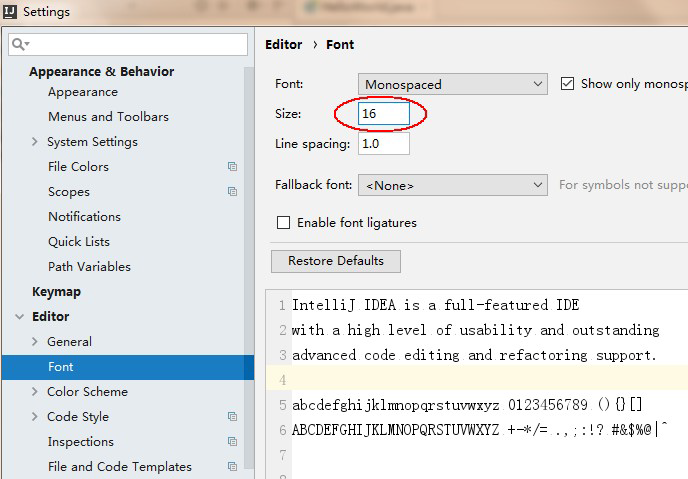 Settings
Editor › Font
Appearance & Behavior
Appearance
Menus and Toolbars
System Settings
File Colors
Scopes
Notifications
Quick Lists
Path Variables
Keymap
Editor
General
Font
Color Scheme
Code Style
Inspections
File and Code Templates
Font: Monospaced Show only monosp
Size: 16
Line spacing: 1.0
Fallback font: <None> For symbols not supp
Enable font ligatures
Restore Defaults
1 IntelliJ IDEA is a full-featured IDE
2 with a high level of usability and outstanding
3 advanced code editing and refactoring support.
4
5 abcdefghijklmnopqrstuvwxyz 0123456789 (){}[]
6 ABCDEFGHIJKLMNOPQRSTUVWXYZ +-*/= .,;:!? #&$%@|^
7
8